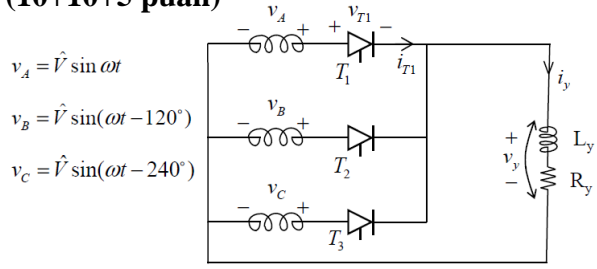 (10+10+5 puan)
v_A = V̂ sin ωt
v_B = V̂ sin(ωt −120°)
v_C = V̂ sin(ωt −240°)
v_A
− +
+ v_T1 −
T_1
i_T1
v_B
− +
T_2
v_C
− +
T_3
i_y
+
v_y
−
L_y
R_y